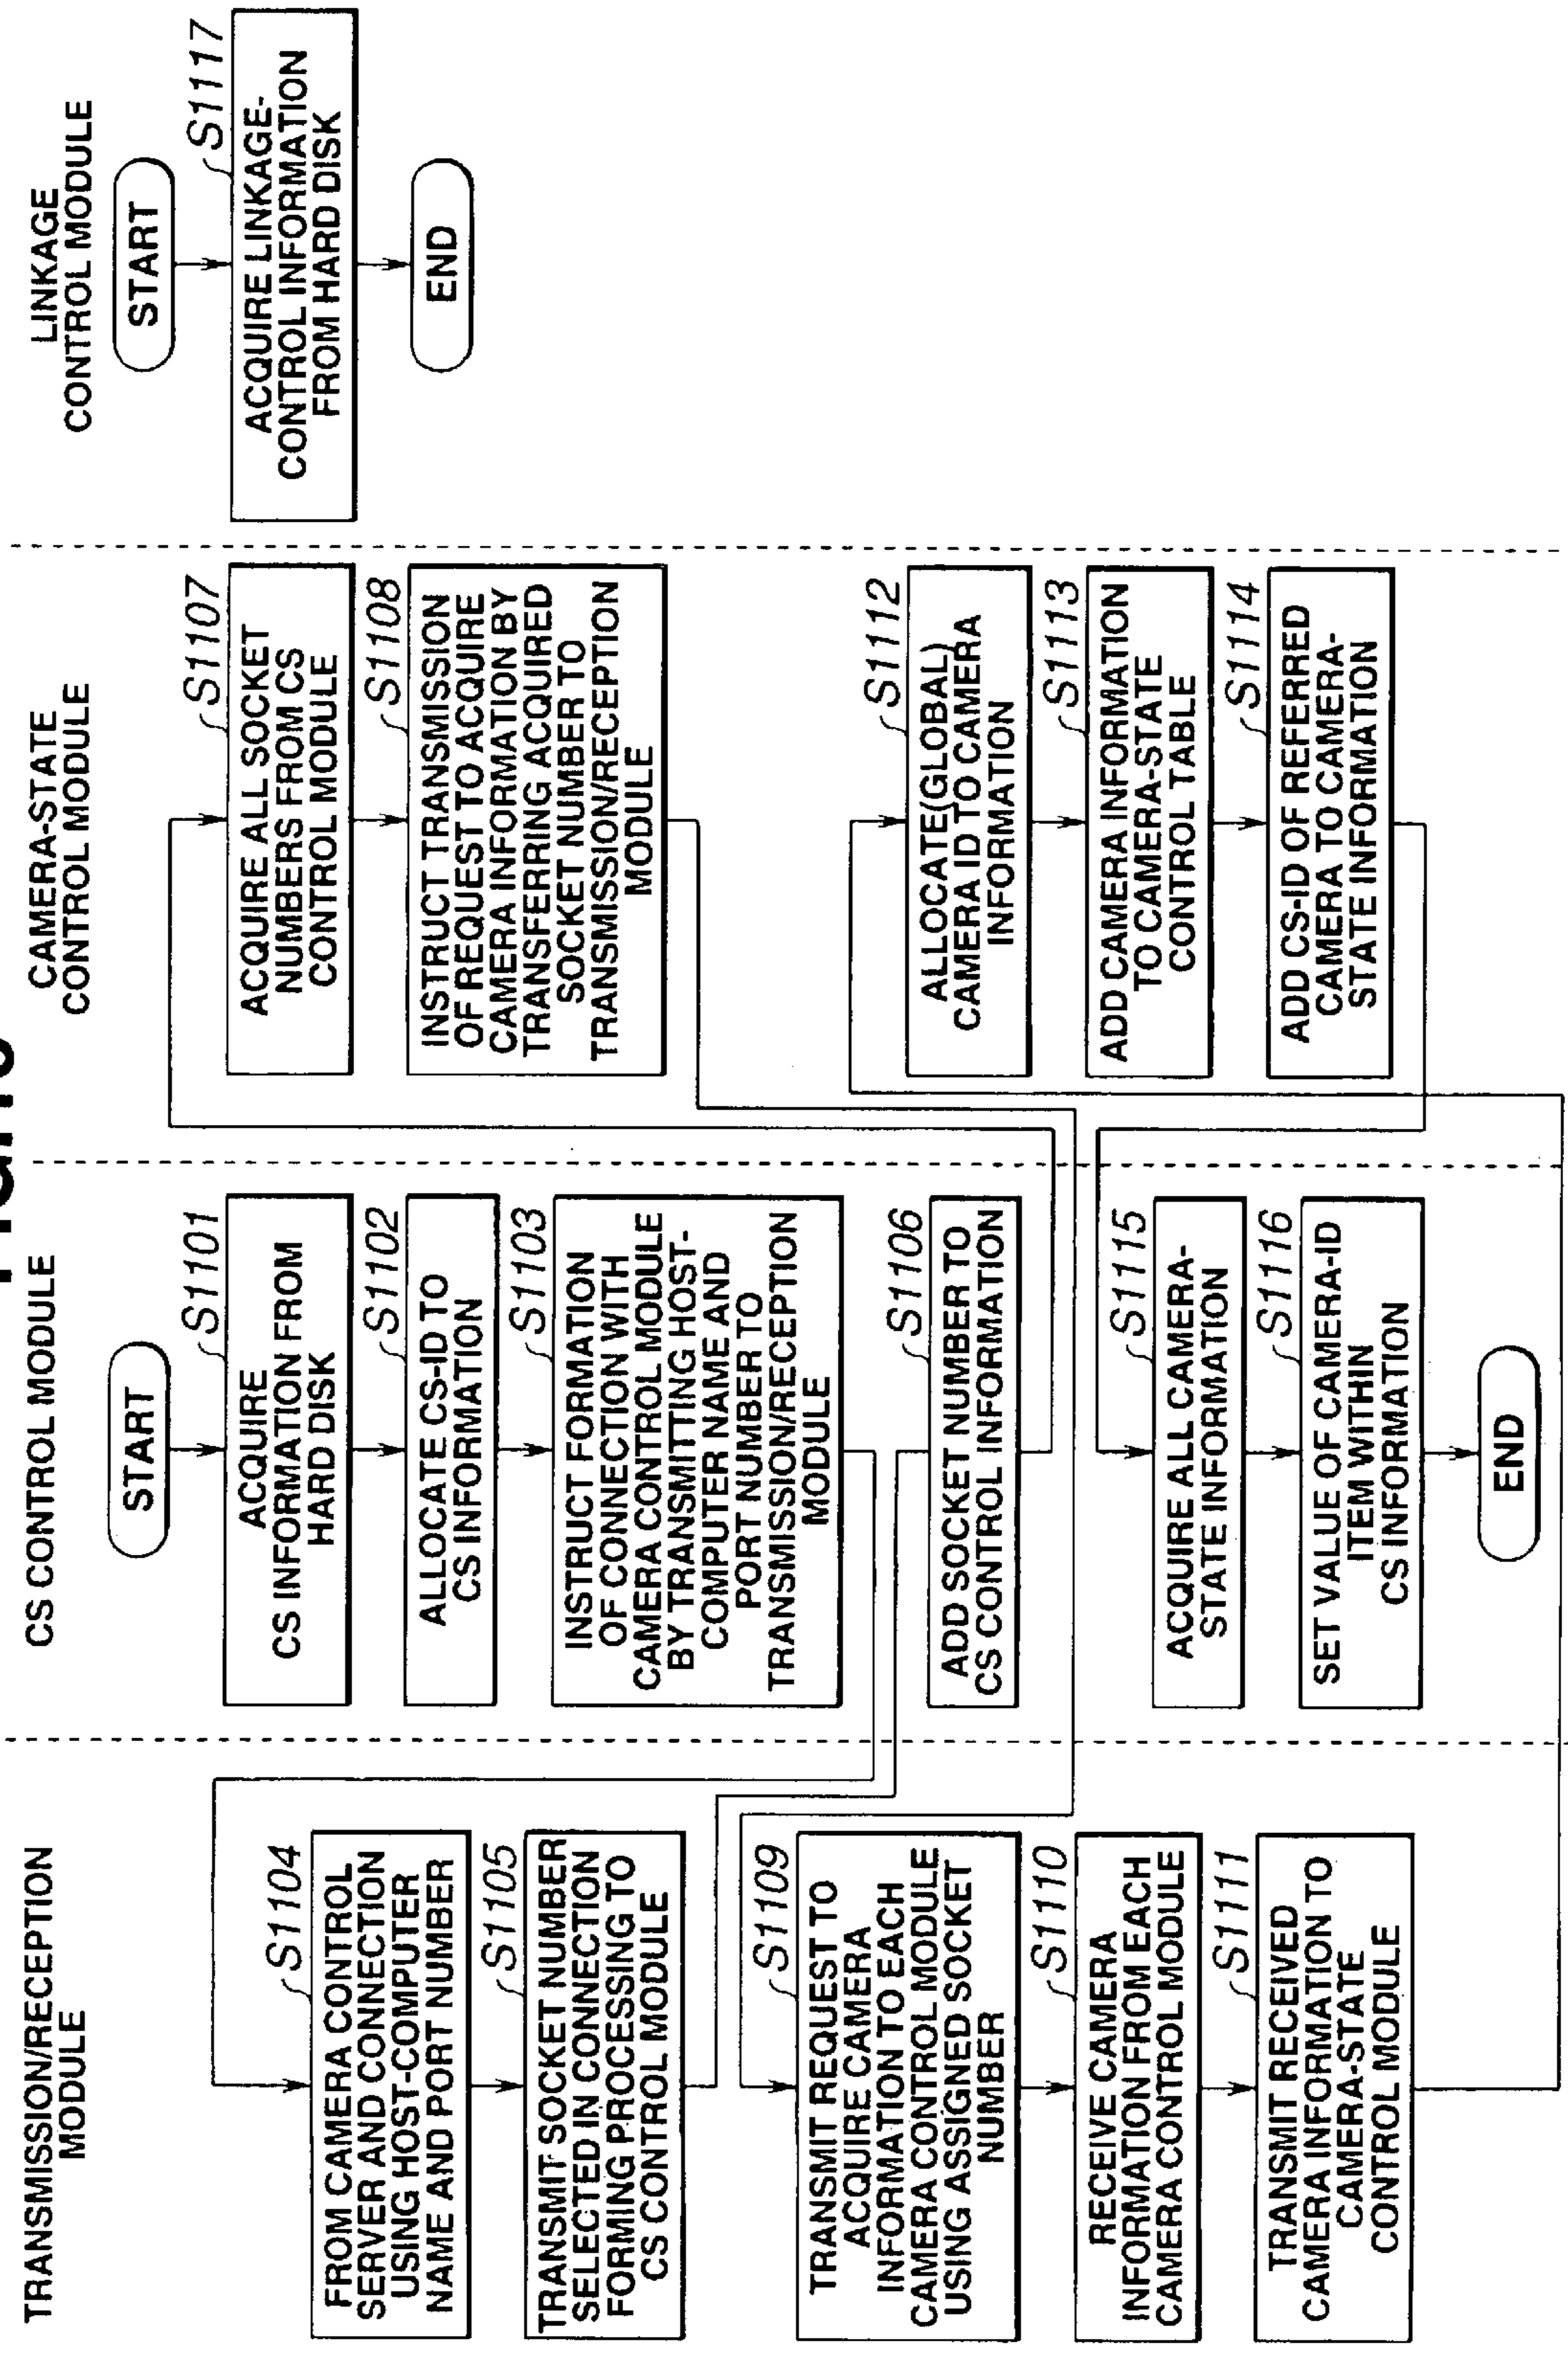 TRANSMISSION/RECEPTION
MODULE
S1104
FROM CAMERA CONTROL
SERVER AND CONNECTION
USING HOST-COMPUTER
NAME AND PORT NUMBER
S1105
TRANSMIT SOCKET NUMBER
SELECTED IN CONNECTION
FORMING PROCESSING TO
CS CONTROL MODULE
S1109
TRANSMIT REQUEST TO
ACQUIRE CAMERA
INFORMATION TO EACH
CAMERA CONTROL MODULE
USING ASSIGNED SOCKET
NUMBER
S1110
RECEIVE CAMERA
INFORMATION FROM EACH
CAMERA CONTROL MODULE
S1111
TRANSMIT RECEIVED
CAMERA INFORMATION TO
CAMERA-STATE
CONTROL MODULE
CS CONTROL MODULE
START
S1101
ACQUIRE
CS INFORMATION FROM
HARD DISK
S1102
ALLOCATE CS-ID TO
CS INFORMATION
S1103
INSTRUCT FORMATION
OF CONNECTION WITH
CAMERA CONTROL MODULE
BY TRANSMITTING HOST-
COMPUTER NAME AND
PORT NUMBER TO
TRANSMISSION/RECEPTION
MODULE
S1106
ADD SOCKET NUMBER TO
CS CONTROL INFORMATION
S1115
ACQUIRE ALL CAMERA-
STATE INFORMATION
S1116
SET VALUE OF CAMERA-ID
ITEM WITHIN
CS INFORMATION
END
CAMERA-STATE
CONTROL MODULE
S1107
ACQUIRE ALL SOCKET
NUMBERS FROM CS
CONTROL MODULE
S1108
INSTRUCT TRANSMISSION
OF REQUEST TO ACQUIRE
CAMERA INFORMATION BY
TRANSFERRING ACQUIRED
SOCKET NUMBER TO
TRANSMISSION/RECEPTION
MODULE
S1112
ALLOCATE(GLOBAL)
CAMERA ID TO CAMERA
INFORMATION
S1113
ADD CAMERA INFORMATION
TO CAMERA-STATE
CONTROL TABLE
S1114
ADD CS-ID OF REFERRED
CAMERA TO CAMERA-
STATE INFORMATION
LINKAGE
CONTROL MODULE
START
S1117
ACQUIRE LINKAGE-
CONTROL INFORMATION
FROM HARD DISK
END